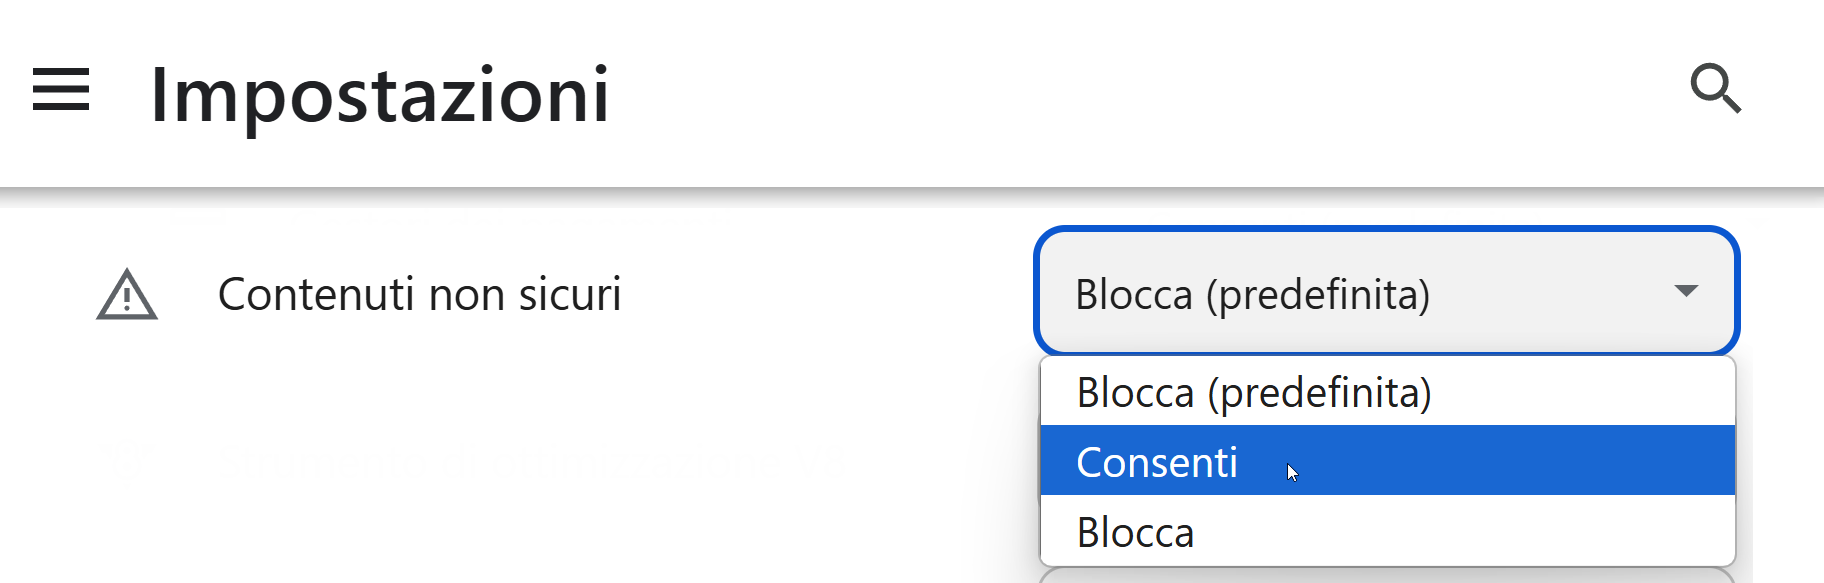 Impostazioni
Contenuti non sicuri
Blocca (predefinita)
Blocca (predefinita)
Consenti
Blocca